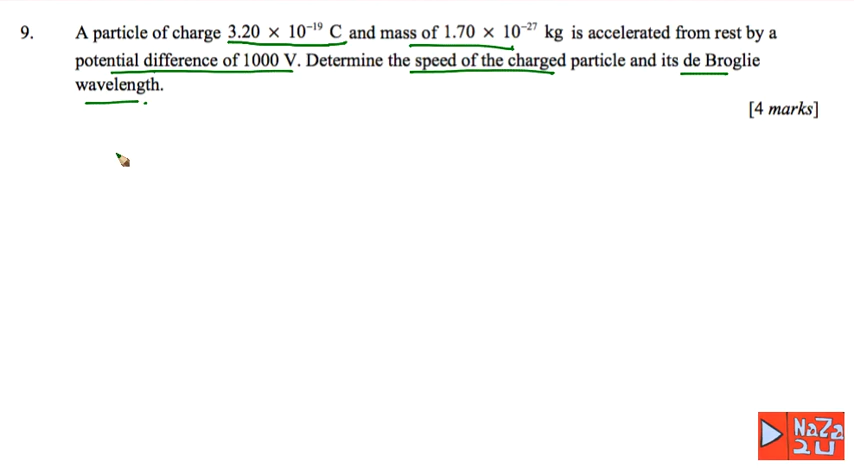 9. A particle of charge 3.20 × 10⁻¹⁹ C and mass of 1.70 × 10⁻²⁷ kg is accelerated from rest by a
potential difference of 1000 V. Determine the speed of the charged particle and its de Broglie
wavelength.
[4 marks]
NaZa
2U